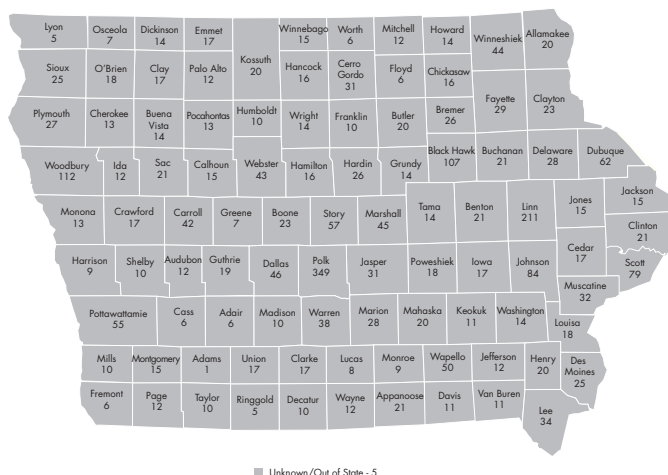 Lyon
5
Osceola
7
Dickinson
14
Emmet
17
Kossuth
20
Winnebago
15
Worth
6
Mitchell
12
Howard
14
Winneshiek
44
Allamakee
20
Sioux
25
O'Brien
18
Clay
17
Palo Alto
12
Hancock
16
Cerro
Gordo
31
Floyd
6
Chickasaw
16
Fayette
29
Clayton
23
Plymouth
27
Cherokee
13
Buena
Vista
14
Pocahontas
13
Humboldt
10
Wright
14
Franklin
10
Butler
20
Bremer
26
Woodbury
112
Ida
12
Sac
21
Calhoun
15
Webster
43
Hamilton
16
Hardin
26
Grundy
14
Black Hawk
107
Buchanan
21
Delaware
28
Dubuque
62
Monona
13
Crawford
17
Carroll
42
Greene
7
Boone
23
Story
57
Marshall
45
Tama
14
Benton
21
Linn
211
Jones
15
Jackson
15
Clinton
21
Harrison
9
Shelby
10
Audubon
12
Guthrie
19
Dallas
46
Polk
349
Jasper
31
Poweshiek
18
Iowa
17
Johnson
84
Cedar
17
Scott
79
Muscatine
32
Pottawattamie
55
Cass
6
Adair
6
Madison
10
Warren
38
Marion
28
Mahaska
20
Keokuk
11
Washington
14
Louisa
18
Mills
10
Montgomery
15
Adams
1
Union
17
Clarke
17
Lucas
8
Monroe
9
Wapello
50
Jefferson
12
Henry
20
Des
Moines
25
Fremont
6
Page
12
Taylor
10
Ringgold
5
Decatur
10
Wayne
12
Appanoose
21
Davis
11
Van Buren
11
Lee
34
Unknown/Out of State - 5